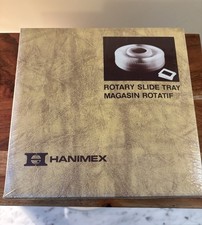 ROTARY SLIDE TRAY
MAGASIN ROTATIF
HANIMEX